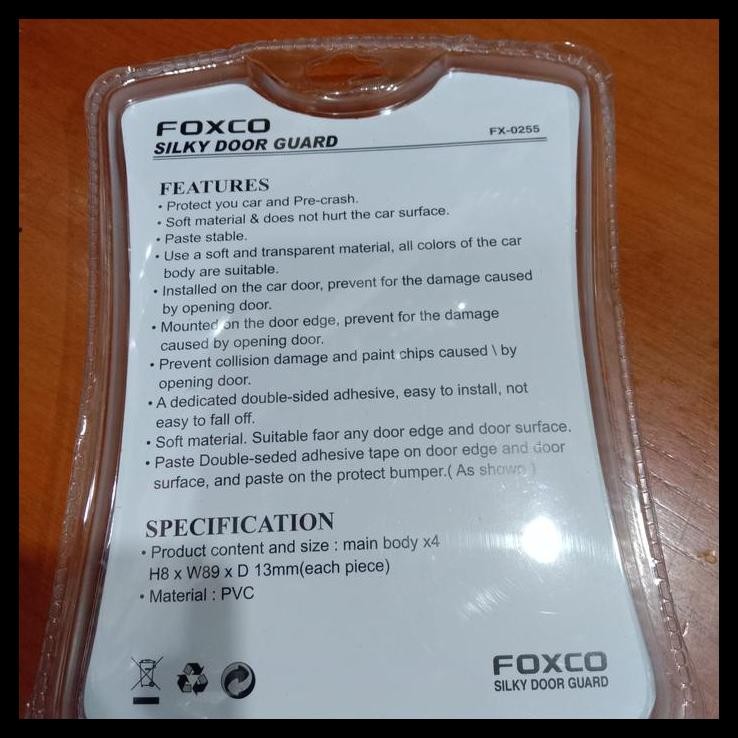 FOXCO
SILKY DOOR GUARD
FX-0255
FEATURES
• Protect you car and Pre-crash.
• Soft material & does not hurt the car surface.
• Paste stable.
• Use a soft and transparent material, all colors of the car
body are suitable.
• Installed on the car door, prevent for the damage caused
by opening door.
• Mounted on the door edge, prevent for the damage
caused by opening door.
• Prevent collision damage and paint chips caused \ by
opening door.
• A dedicated double-sided adhesive, easy to install, not
easy to fall off.
• Soft material. Suitable faor any door edge and door surface.
• Paste Double-seded adhesive tape on door edge and door
surface, and paste on the protect bumper.( As shown )
SPECIFICATION
• Product content and size : main body x4
H8 x W89 x D 13mm(each piece)
• Material : PVC
FOXCO
SILKY DOOR GUARD